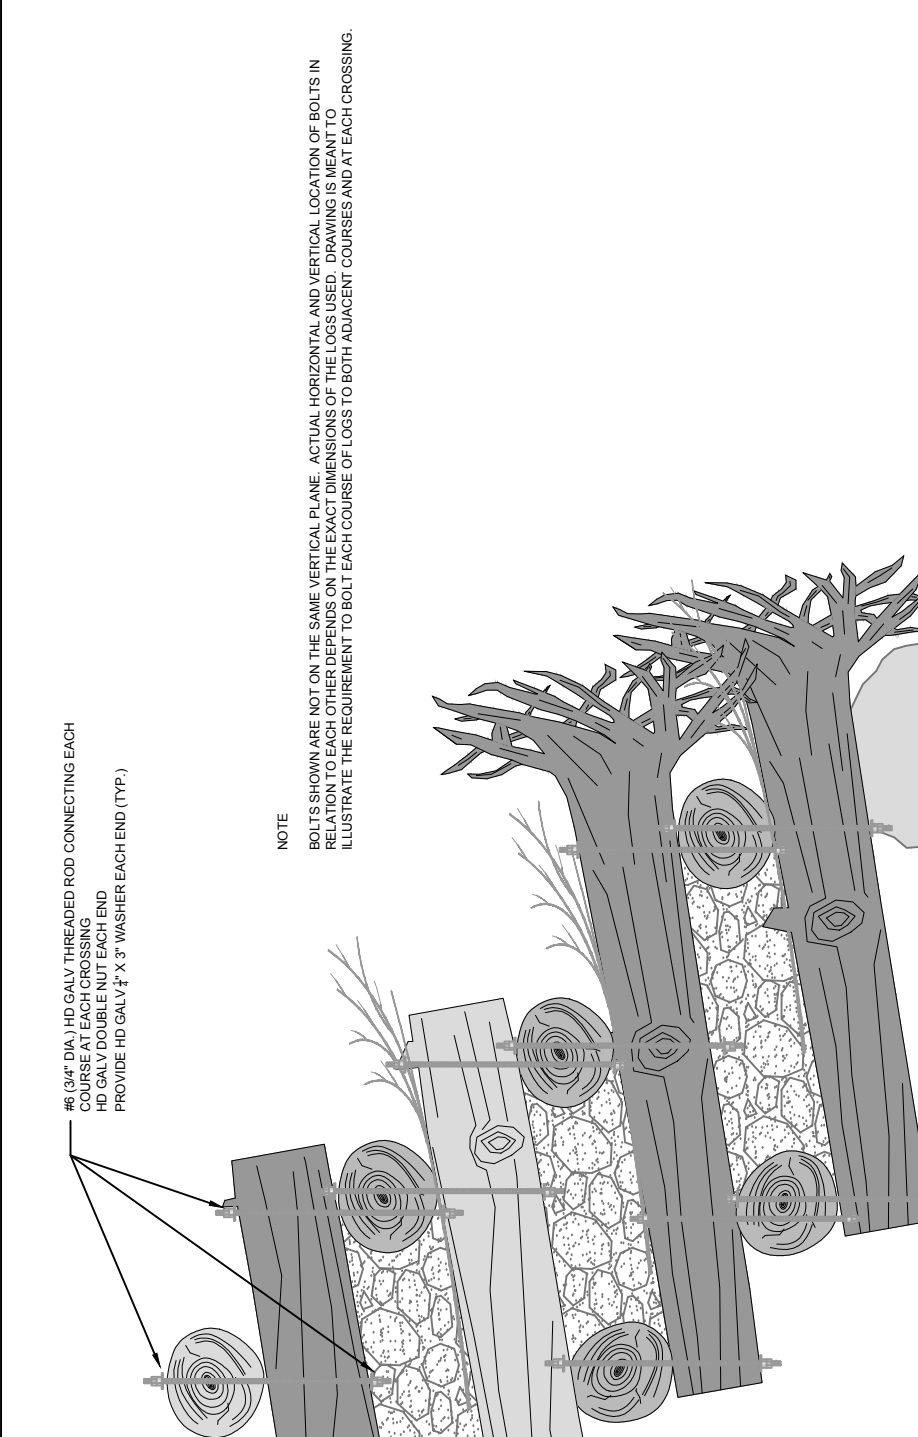 #6 (3/4" DIA.) HD GALV THREADED ROD CONNECTING EACH
COURSE AT EACH CROSSING
HD GALV DOUBLE NUT EACH END
PROVIDE HD GALV 1/4" X 3" WASHER EACH END (TYP.)
NOTE
BOLTS SHOWN ARE NOT ON THE SAME VERTICAL PLANE. ACTUAL HORIZONTAL AND VERTICAL LOCATION OF BOLTS IN
RELATION TO EACH OTHER DEPENDS ON THE EXACT DIMENSIONS OF THE LOGS USED. DRAWING IS MEANT TO
ILLUSTRATE THE REQUIREMENT TO BOLT EACH COURSE OF LOGS TO BOTH ADJACENT COURSES AND AT EACH CROSSING.